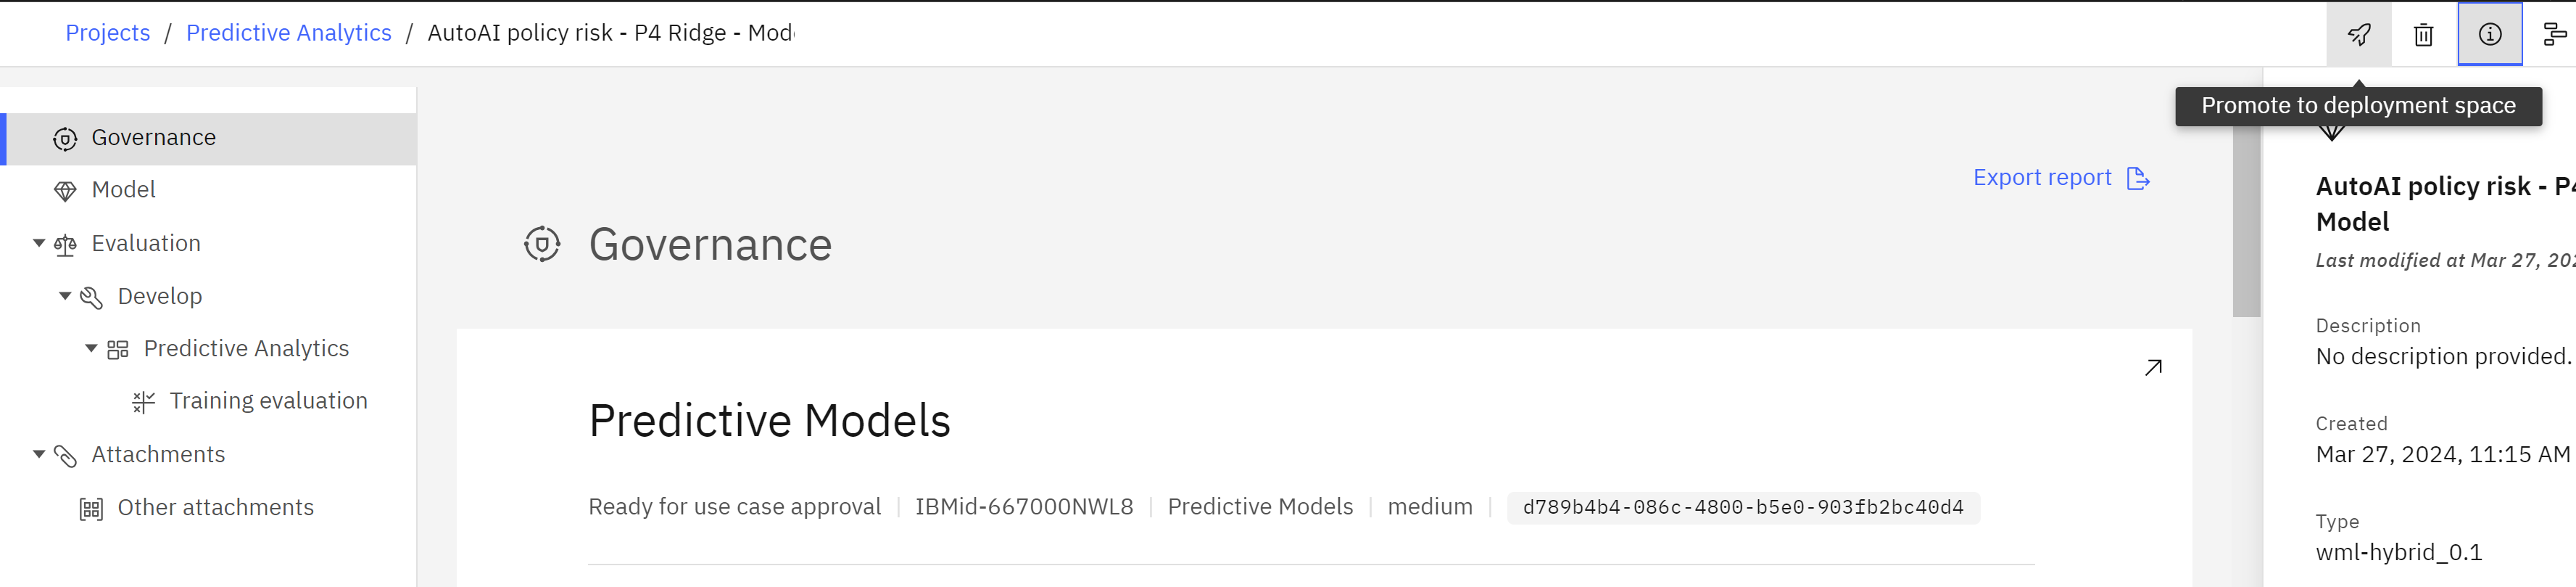 Projects / Predictive Analytics / AutoAI policy risk - P4 Ridge - Mod
Promote to deployment space
Governance
Model
Evaluation
Develop
Predictive Analytics
Training evaluation
Attachments
Other attachments
Export report
Governance
Predictive Models
Ready for use case approval | IBMid-667000NWL8 | Predictive Models | medium | d789b4b4-086c-4800-b5e0-903fb2bc40d4
AutoAI policy risk - P4
Model
Last modified at Mar 27, 202
Description
No description provided.
Created
Mar 27, 2024, 11:15 AM
Type
wml-hybrid_0.1